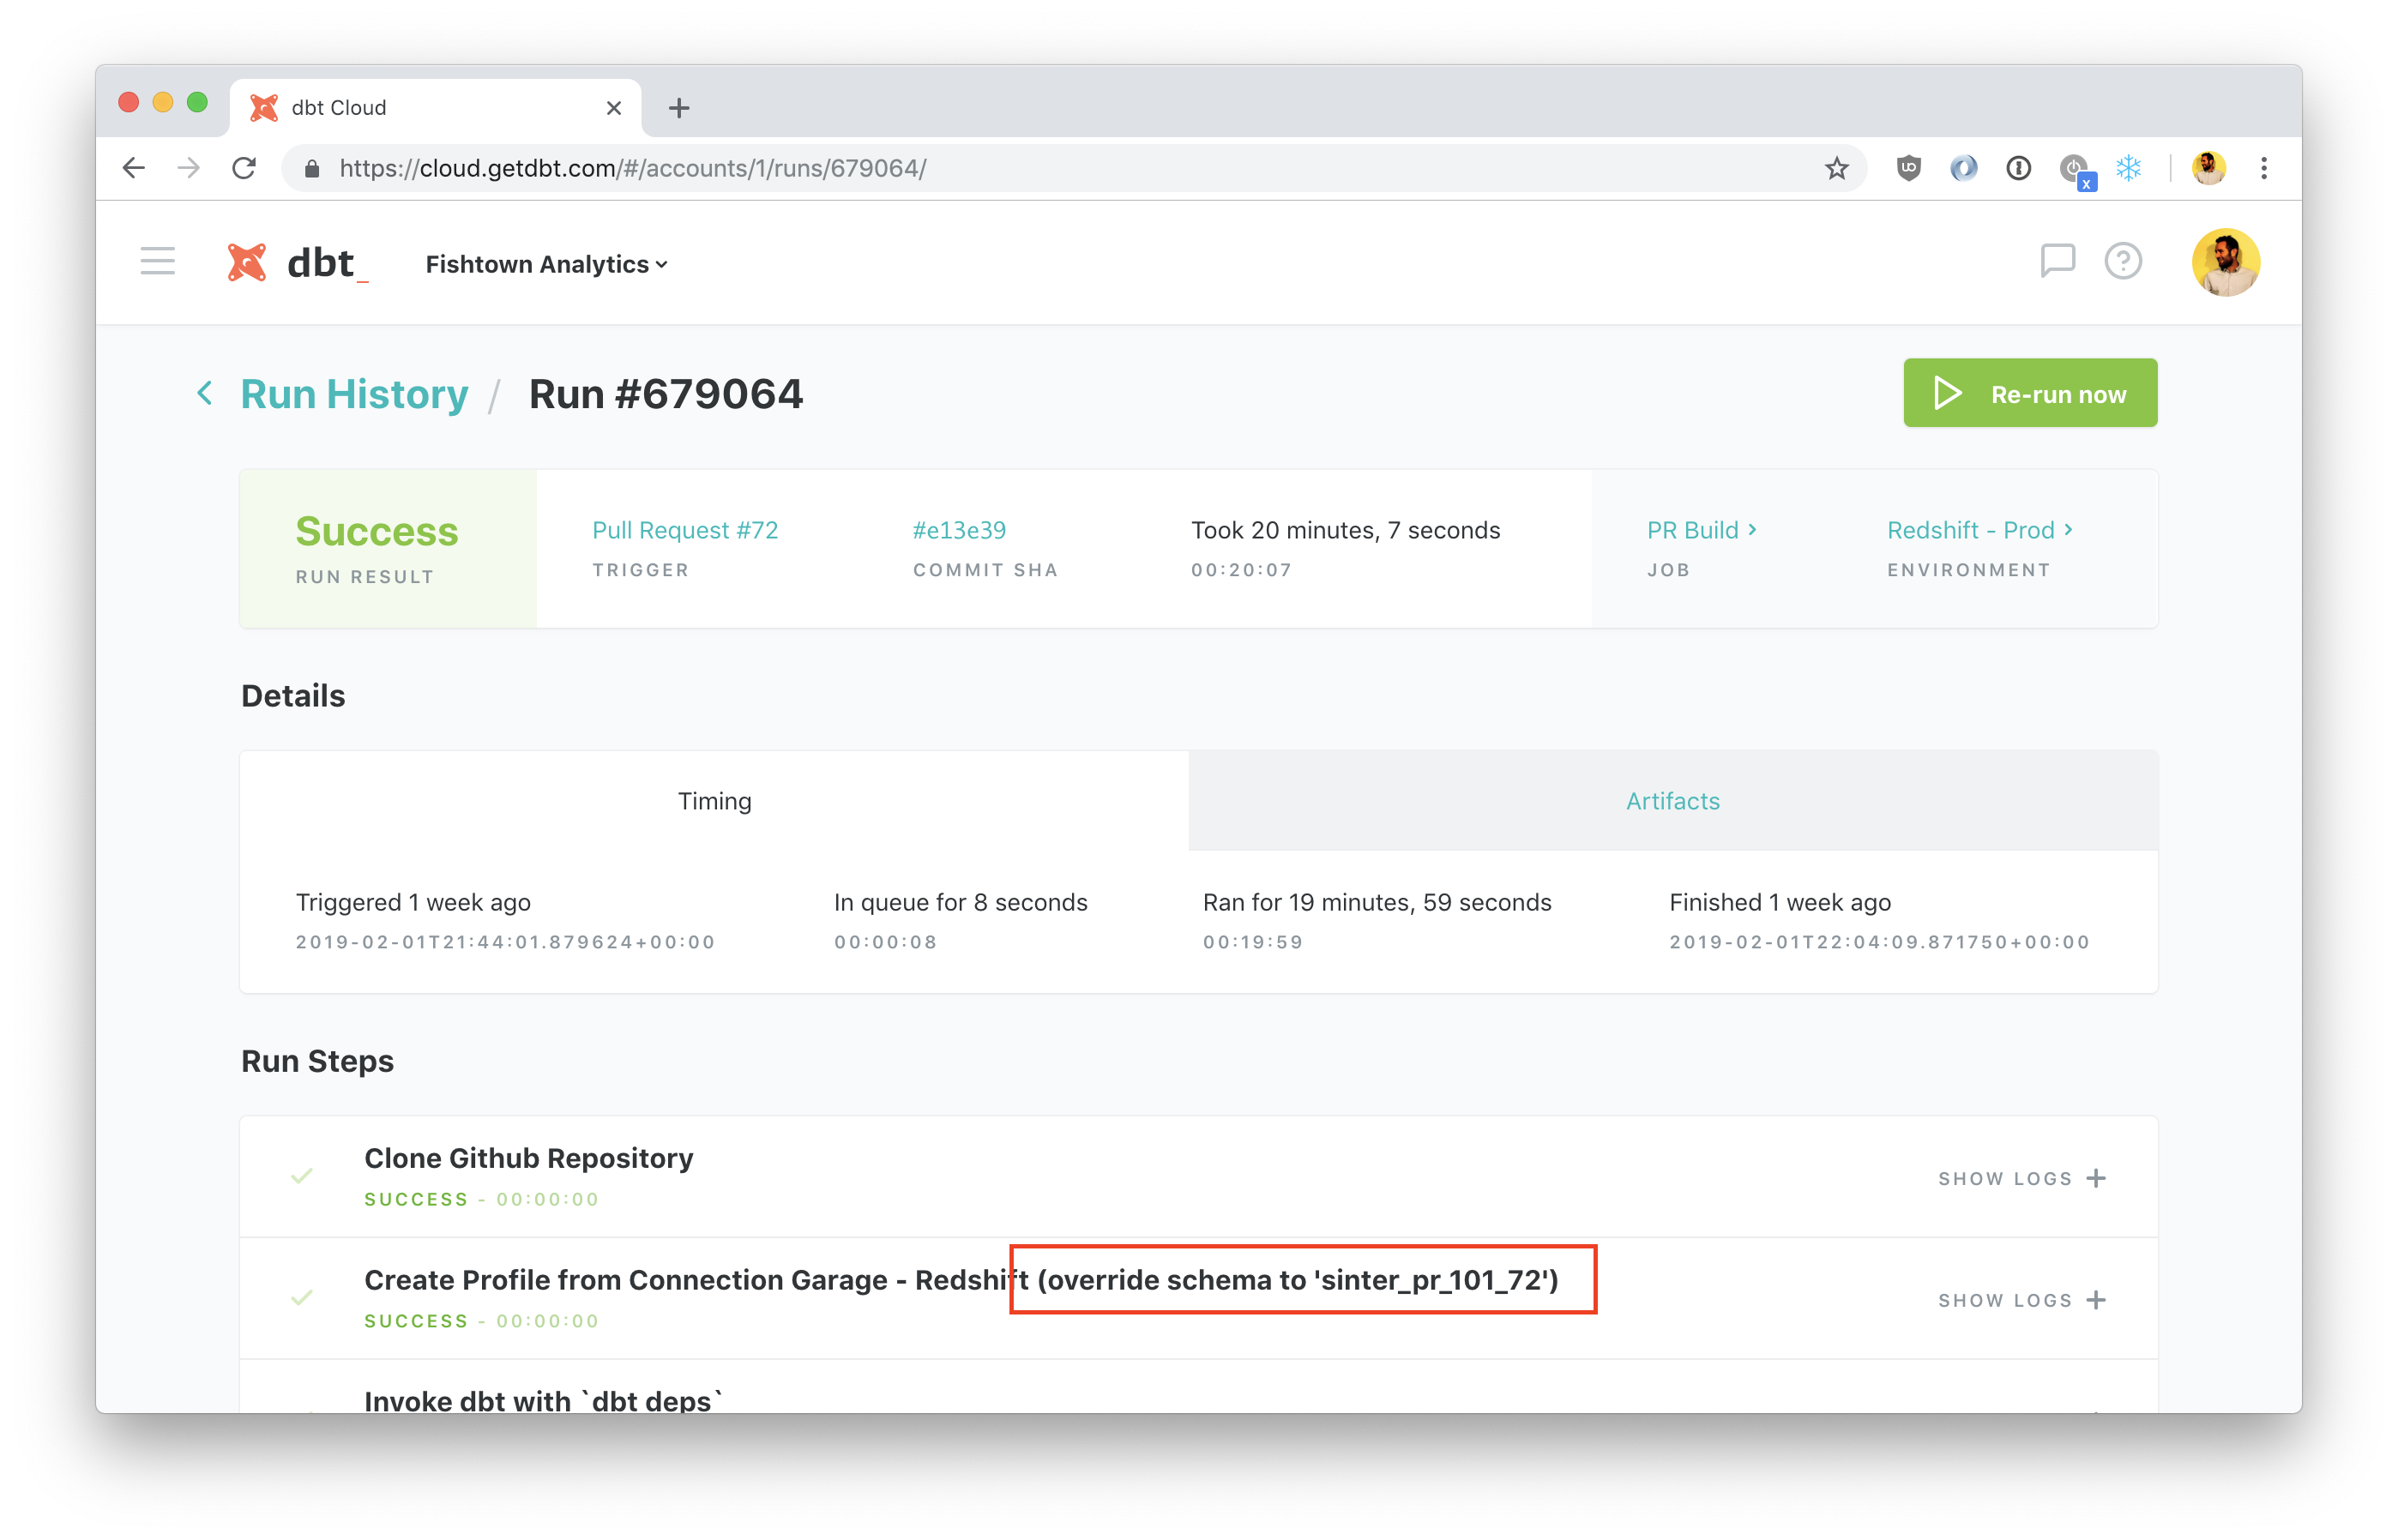 dbt Cloud
https://cloud.getdbt.com/#/accounts/1/runs/679064/
dbt_
Fishtown Analytics
Run History / Run #679064
Re-run now
Success
RUN RESULT
Pull Request #72
TRIGGER
#e13e39
COMMIT SHA
Took 20 minutes, 7 seconds
00:20:07
PR Build
JOB
Redshift - Prod
ENVIRONMENT
Details
Timing
Artifacts
Triggered 1 week ago
2019-02-01T21:44:01.879624+00:00
In queue for 8 seconds
00:00:08
Ran for 19 minutes, 59 seconds
00:19:59
Finished 1 week ago
2019-02-01T22:04:09.871750+00:00
Run Steps
Clone Github Repository
SUCCESS - 00:00:00
SHOW LOGS
Create Profile from Connection Garage - Redshift (override schema to 'sinter_pr_101_72')
SUCCESS - 00:00:00
SHOW LOGS
Invoke dbt with `dbt deps`